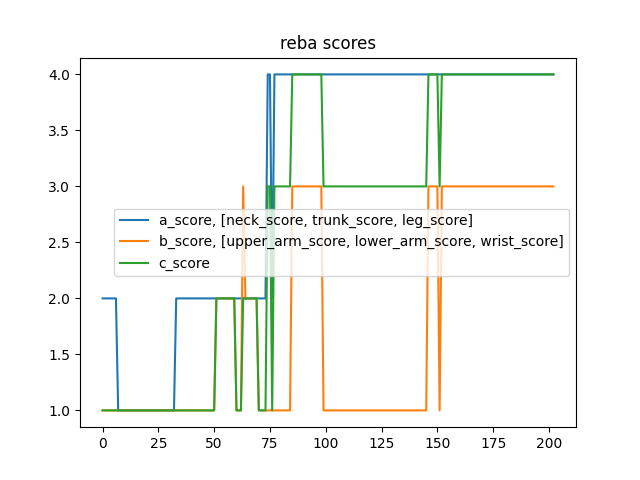 reba scores
4.0
3.5
3.0
2.5
2.0
1.5
1.0
a_score, [neck_score, trunk_score, leg_score]
b_score, [upper_arm_score, lower_arm_score, wrist_score]
c_score
0 25 50 75 100 125 150 175 200